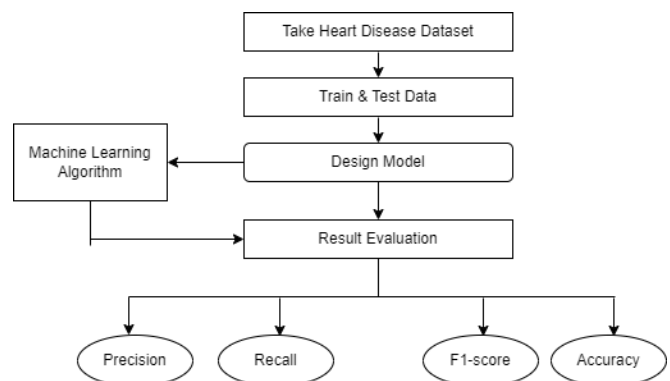 Take Heart Disease Dataset
Train & Test Data
Machine Learning
Algorithm
Design Model
Result Evaluation
Precision
Recall
F1-score
Accuracy